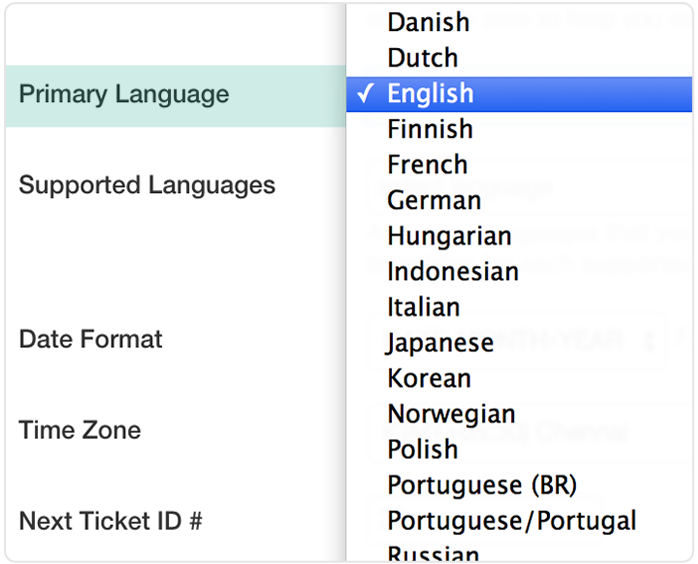 Danish
Dutch
Primary Language
✓ English
Finnish
French
Supported Languages
German
Hungarian
Indonesian
Italian
Date Format
Japanese
Korean
Norwegian
Time Zone
Polish
Portuguese (BR)
Next Ticket ID #
Portuguese/Portugal
Russian